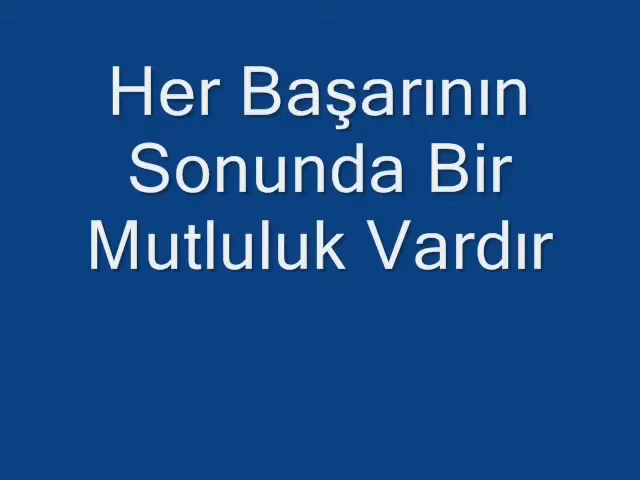 Her Başarının
Sonunda Bir
Mutluluk Vardır